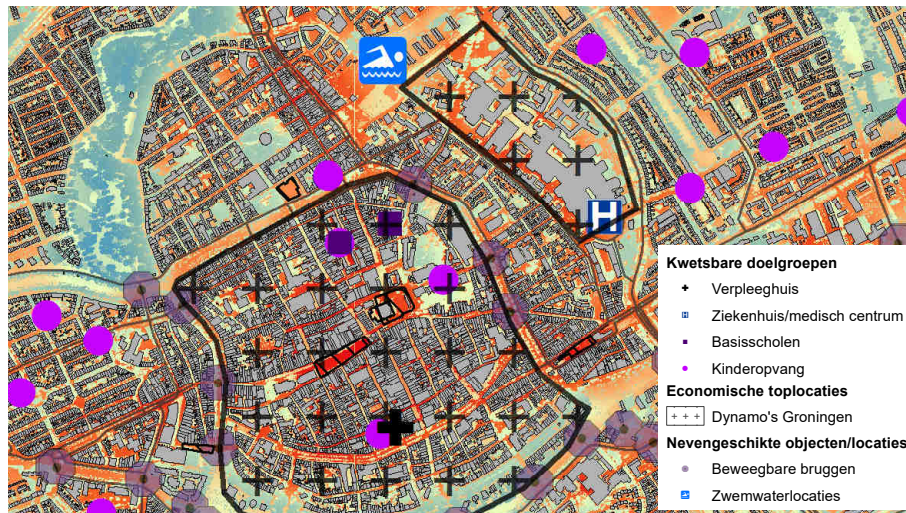 H
Kwetsbare doelgroepen
Verpleeghuis
H Ziekenhuis/medisch centrum
Basisscholen
Kinderopvang
Economische toplocaties
+ + + Dynamo's Groningen
Nevengeschikte objecten/locaties
Beweegbare bruggen
Zwemwaterlocaties